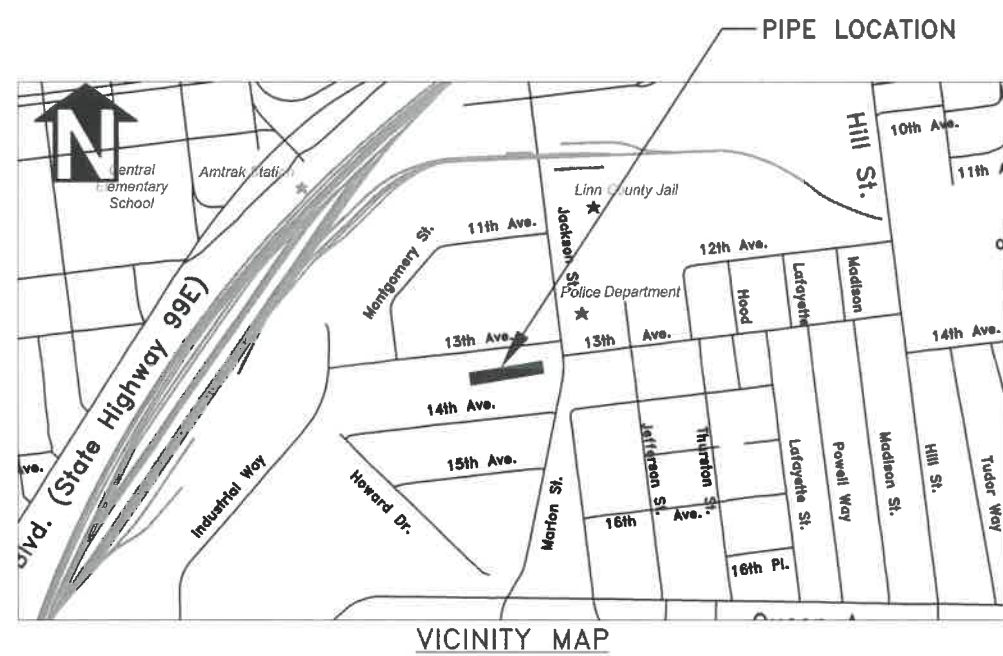 PIPE LOCATION
N
Central
Elementary
School
Amtrak Station
Hill St.
10th Ave.
11th
Linn County Jail
Jackson St.
11th Ave.
Montgomery St.
12th Ave.
Hood
Lafayette
Madison
Police Department
Blvd. (State Highway 99E)
13th Ave.
13th Ave.
14th Ave.
14th Ave.
15th Ave.
Industrial Way
Howard Dr.
Marion St.
Jefferson St.
Thurston St.
Lafayette St.
Powell Way
Madison St.
Hill St.
Tudor Way
Ave.
16th Ave.
16th Pl.
VICINITY MAP